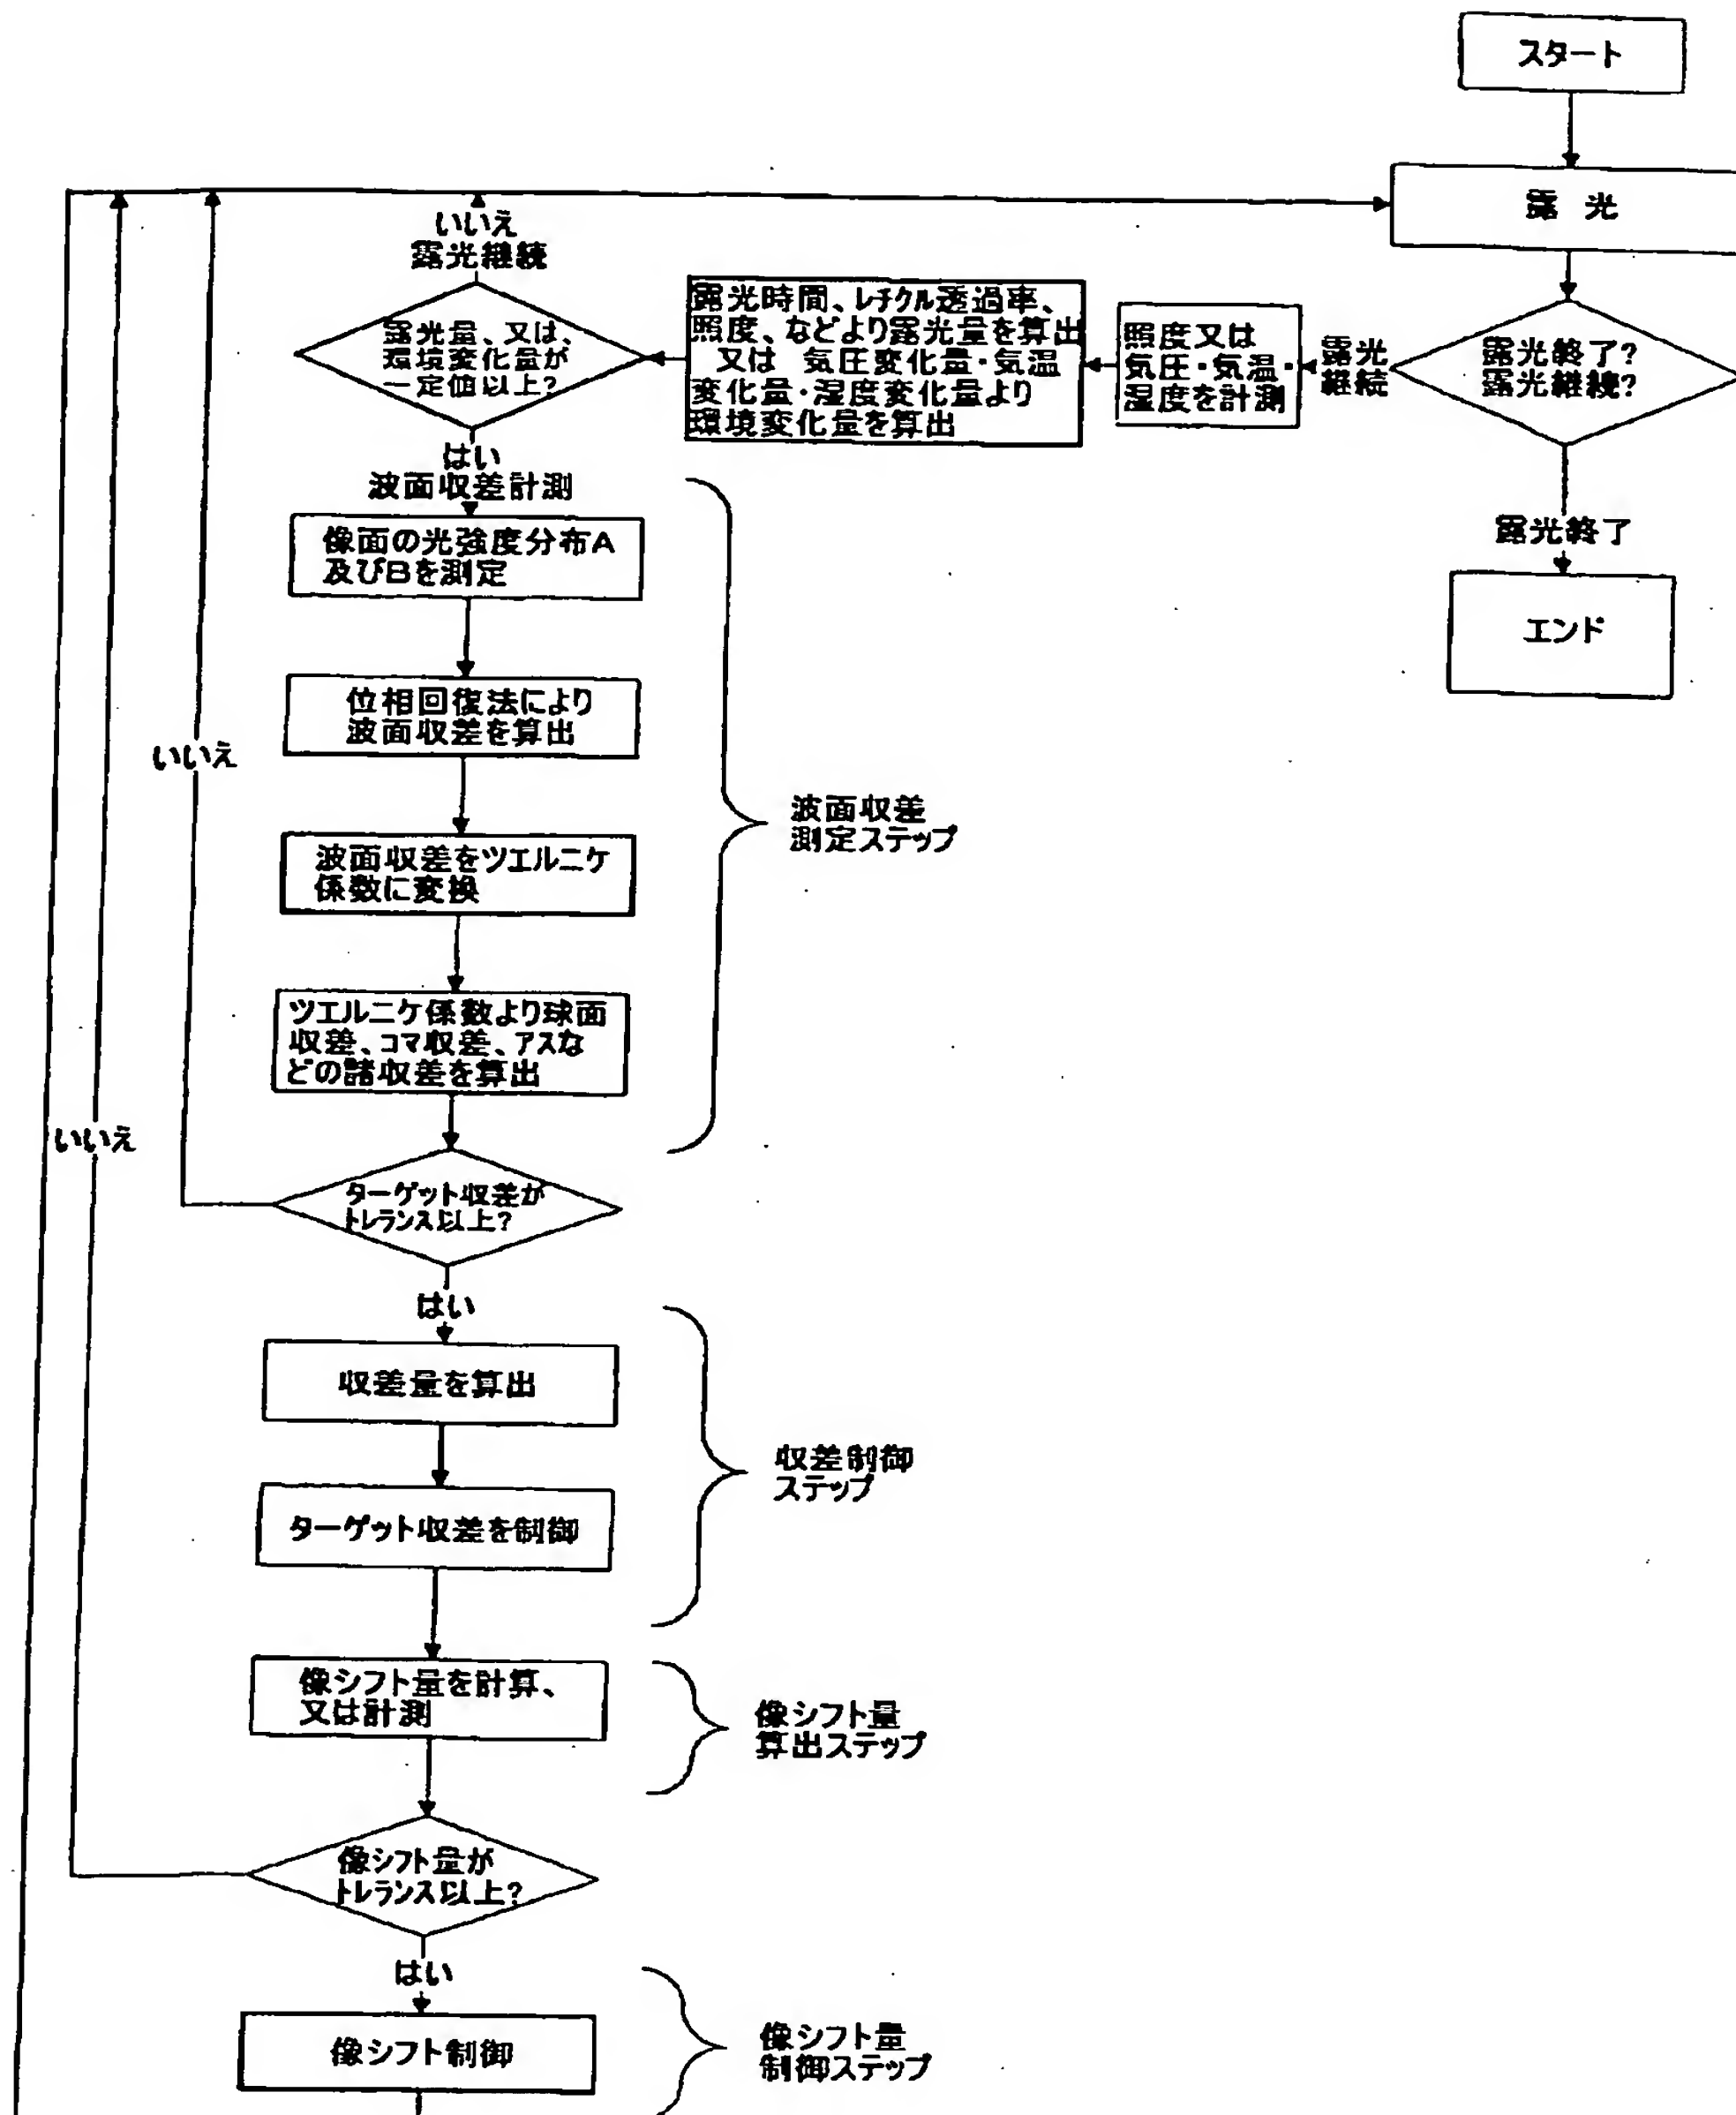 スタート
露 光
露光終了?
露光継続?
露光
継続
露光終了
エンド
照度又は
気圧・気温・
湿度を計測
露光時間、レチクル透過率、
照度、などより露光量を算出
又は 気圧変化量・気温
変化量・湿度変化量より
環境変化量を算出
いいえ
露光継続
露光量、又は、
環境変化量が
一定値以上?
はい
波面収差計測
像面の光強度分布A
及びBを測定
位相回復法により
波面収差を算出
いいえ
波面収差
測定ステップ
波面収差をツエルニケ
係数に変換
ツエルニケ係数より球面
収差、コマ収差、アスな
どの諸収差を算出
いいえ
ターゲット収差が
トレランス以上?
はい
収差量を算出
収差制御
ステップ
ターゲット収差を制御
像シフト量を計算、
又は計測
像シフト量
算出ステップ
像シフト量が
トレランス以上?
はい
像シフト制御
像シフト量
制御ステップ